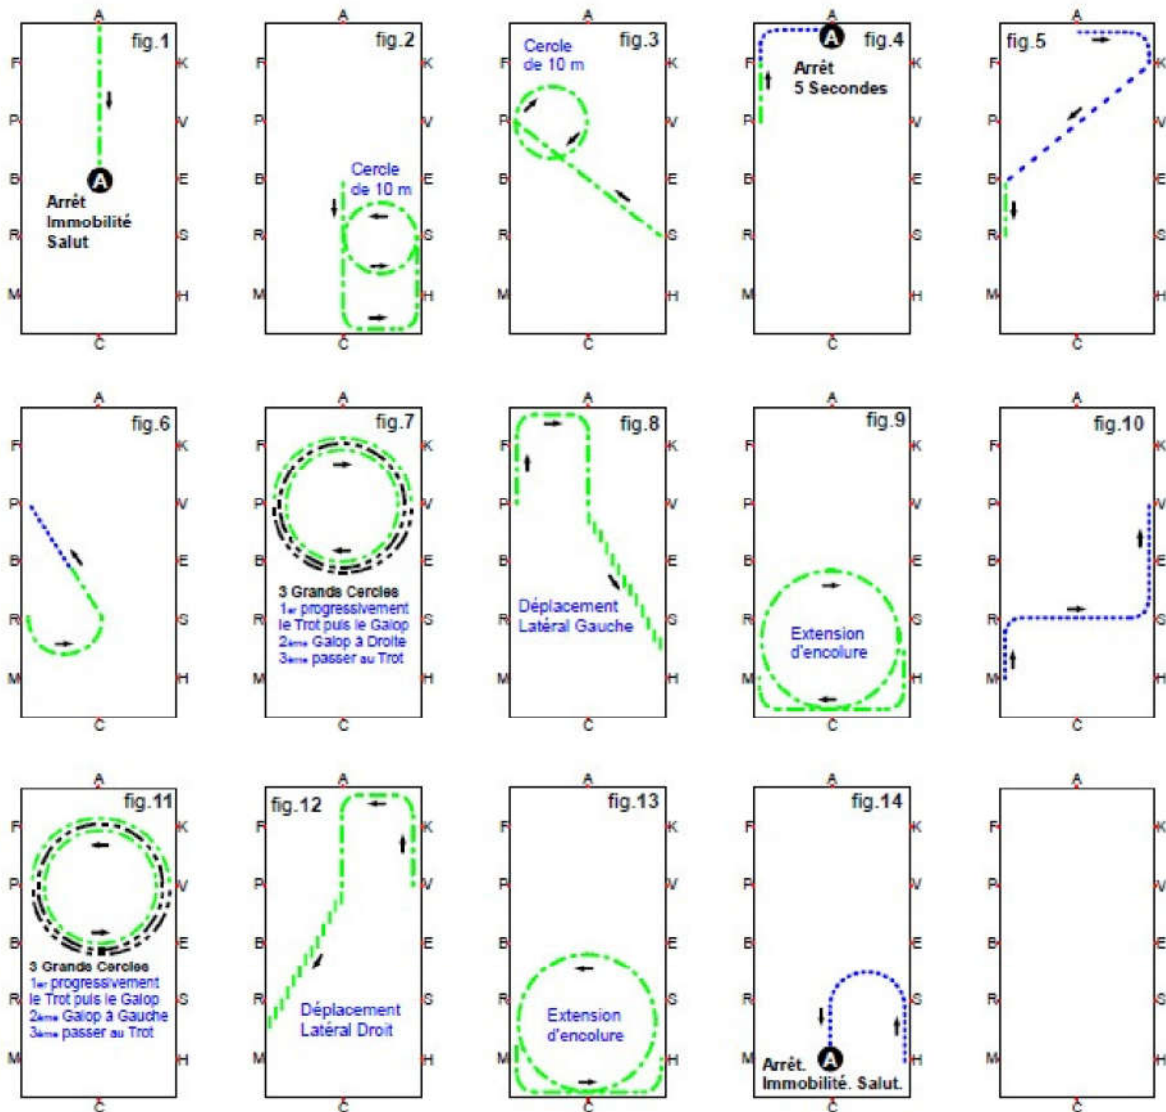 A
fig.1
F
K
P
V
B
E
A
Arrêt
Immobilité
Salut
R
S
M
H
C
A
fig.2
F
K
P
V
Cercle
de 10 m
B
E
R
S
M
H
C
A
fig.3
Cercle
de 10 m
F
K
P
V
B
E
R
S
M
H
C
A
A
fig.4
Arrêt
5 Secondes
F
K
P
V
B
E
R
S
M
H
C
A
fig.5
F
K
P
V
B
E
R
S
M
H
C
A
fig.6
F
K
P
V
B
E
R
S
M
H
C
A
fig.7
F
K
P
V
B
E
3 Grands Cercles
1er progressivement
le Trot puis le Galop
2ème Galop à Droite
3ème passer au Trot
R
S
M
H
C
A
fig.8
F
K
P
V
B
E
Déplacement
Latéral Gauche
R
S
M
H
C
A
fig.9
F
K
P
V
B
E
R
S
Extension
d'encolure
M
H
C
A
fig.10
F
K
P
V
B
E
R
S
M
H
C
A
fig.11
F
K
P
V
B
E
3 Grands Cercles
1er progressivement
le Trot puis le Galop
2ème Galop à Gauche
3ème passer au Trot
R
S
M
H
C
A
fig.12
F
K
P
V
B
E
R
S
Déplacement
Latéral Droit
M
H
C
A
fig.13
F
K
P
V
B
E
R
S
Extension
d'encolure
M
H
C
A
fig.14
F
K
P
V
B
E
R
S
M
H
A
Arrêt.
Immobilité. Salut.
C
A
F
K
P
V
B
E
R
S
M
H
C